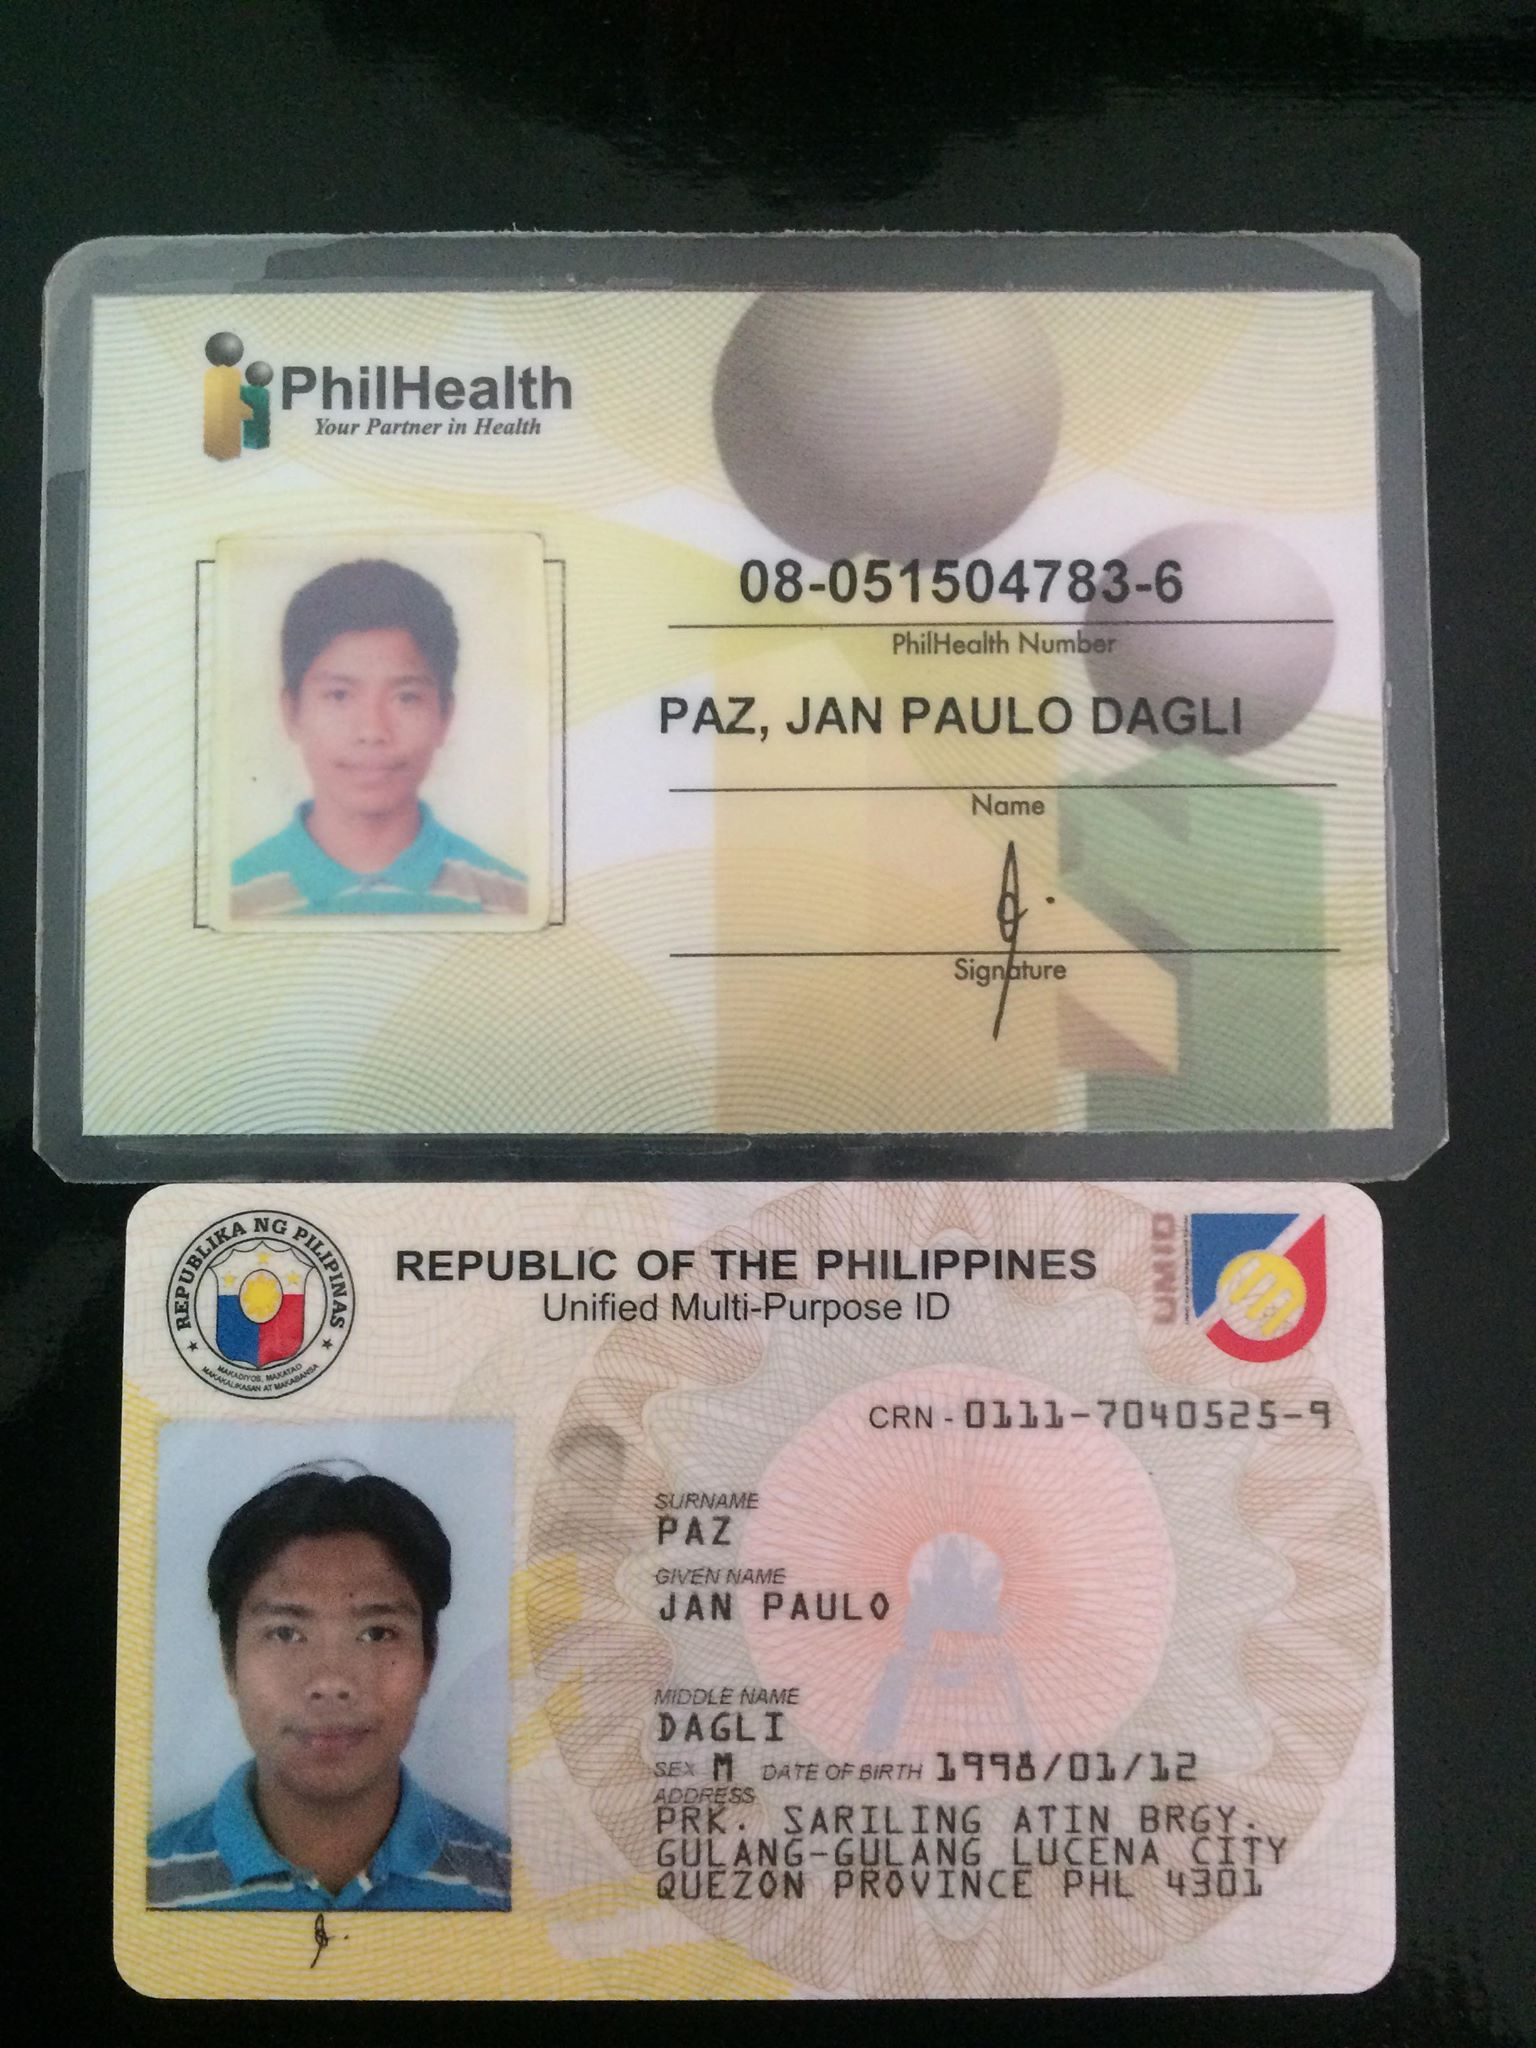 PhilHealth
Your Partner in Health
08-051504783-6
PhilHealth Number
PAZ, JAN PAULO DAGLI
Name
Signature
REPUBLIKA NG PILIPINAS
MAKADIYOS, MAKATAO
MAKAKALIKASAN AT MAKABANSA
REPUBLIC OF THE PHILIPPINES
Unified Multi-Purpose ID
UMID
CRN - 0111-7040525-9
SURNAME
PAZ
GIVEN NAME
JAN PAULO
MIDDLE NAME
DAGLI
SEX M DATE OF BIRTH 1998/01/12
ADDRESS
PRK. SARILING ATIN BRGY.
GULANG-GULANG LUCENA CITY
QUEZON PROVINCE PHL 4301